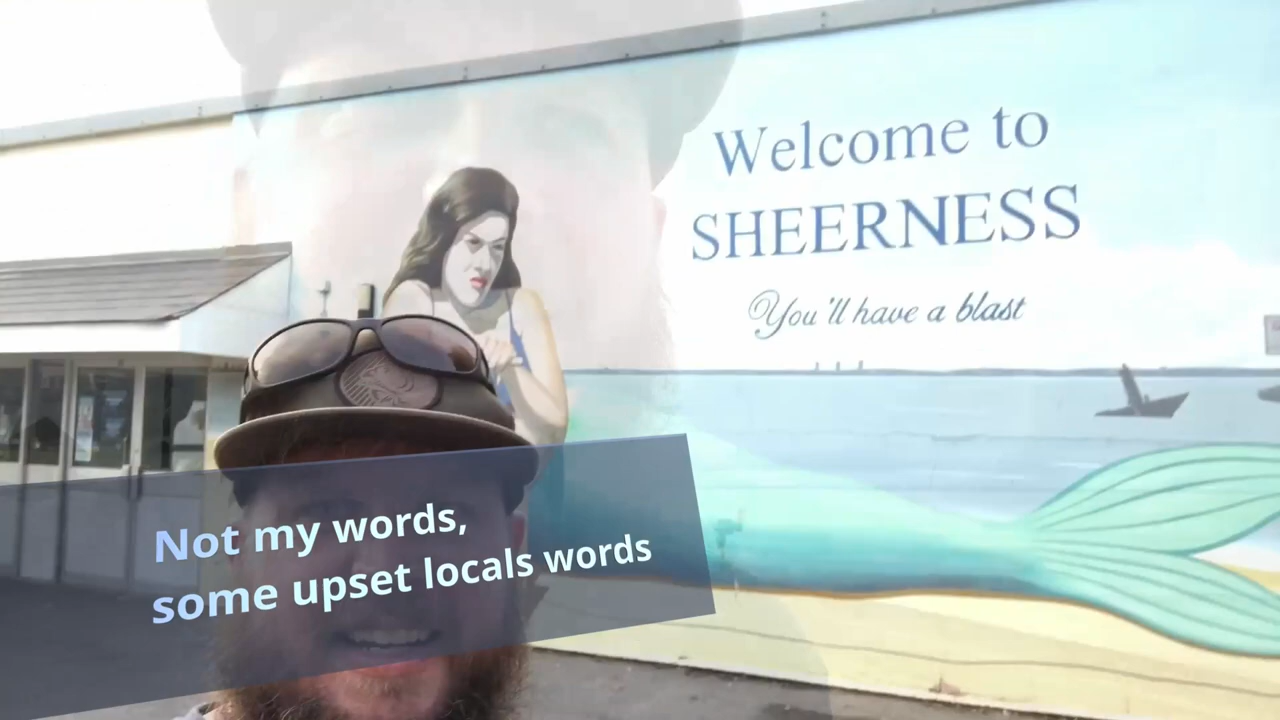 Welcome to
SHEERNESS
You'll have a blast
Not my words,
some upset locals words